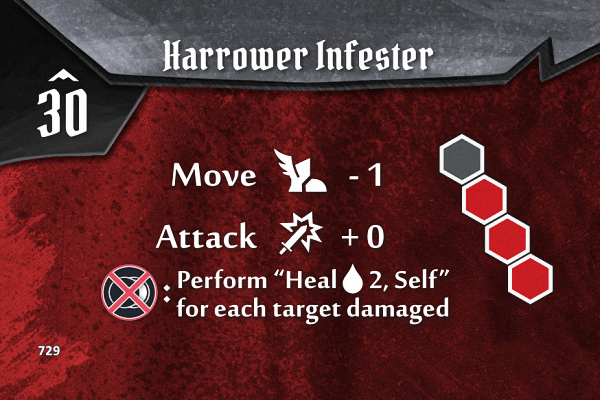 Harrower Infester
30
Move - 1
Attack + 0
: Perform “Heal 2, Self”
for each target damaged
729